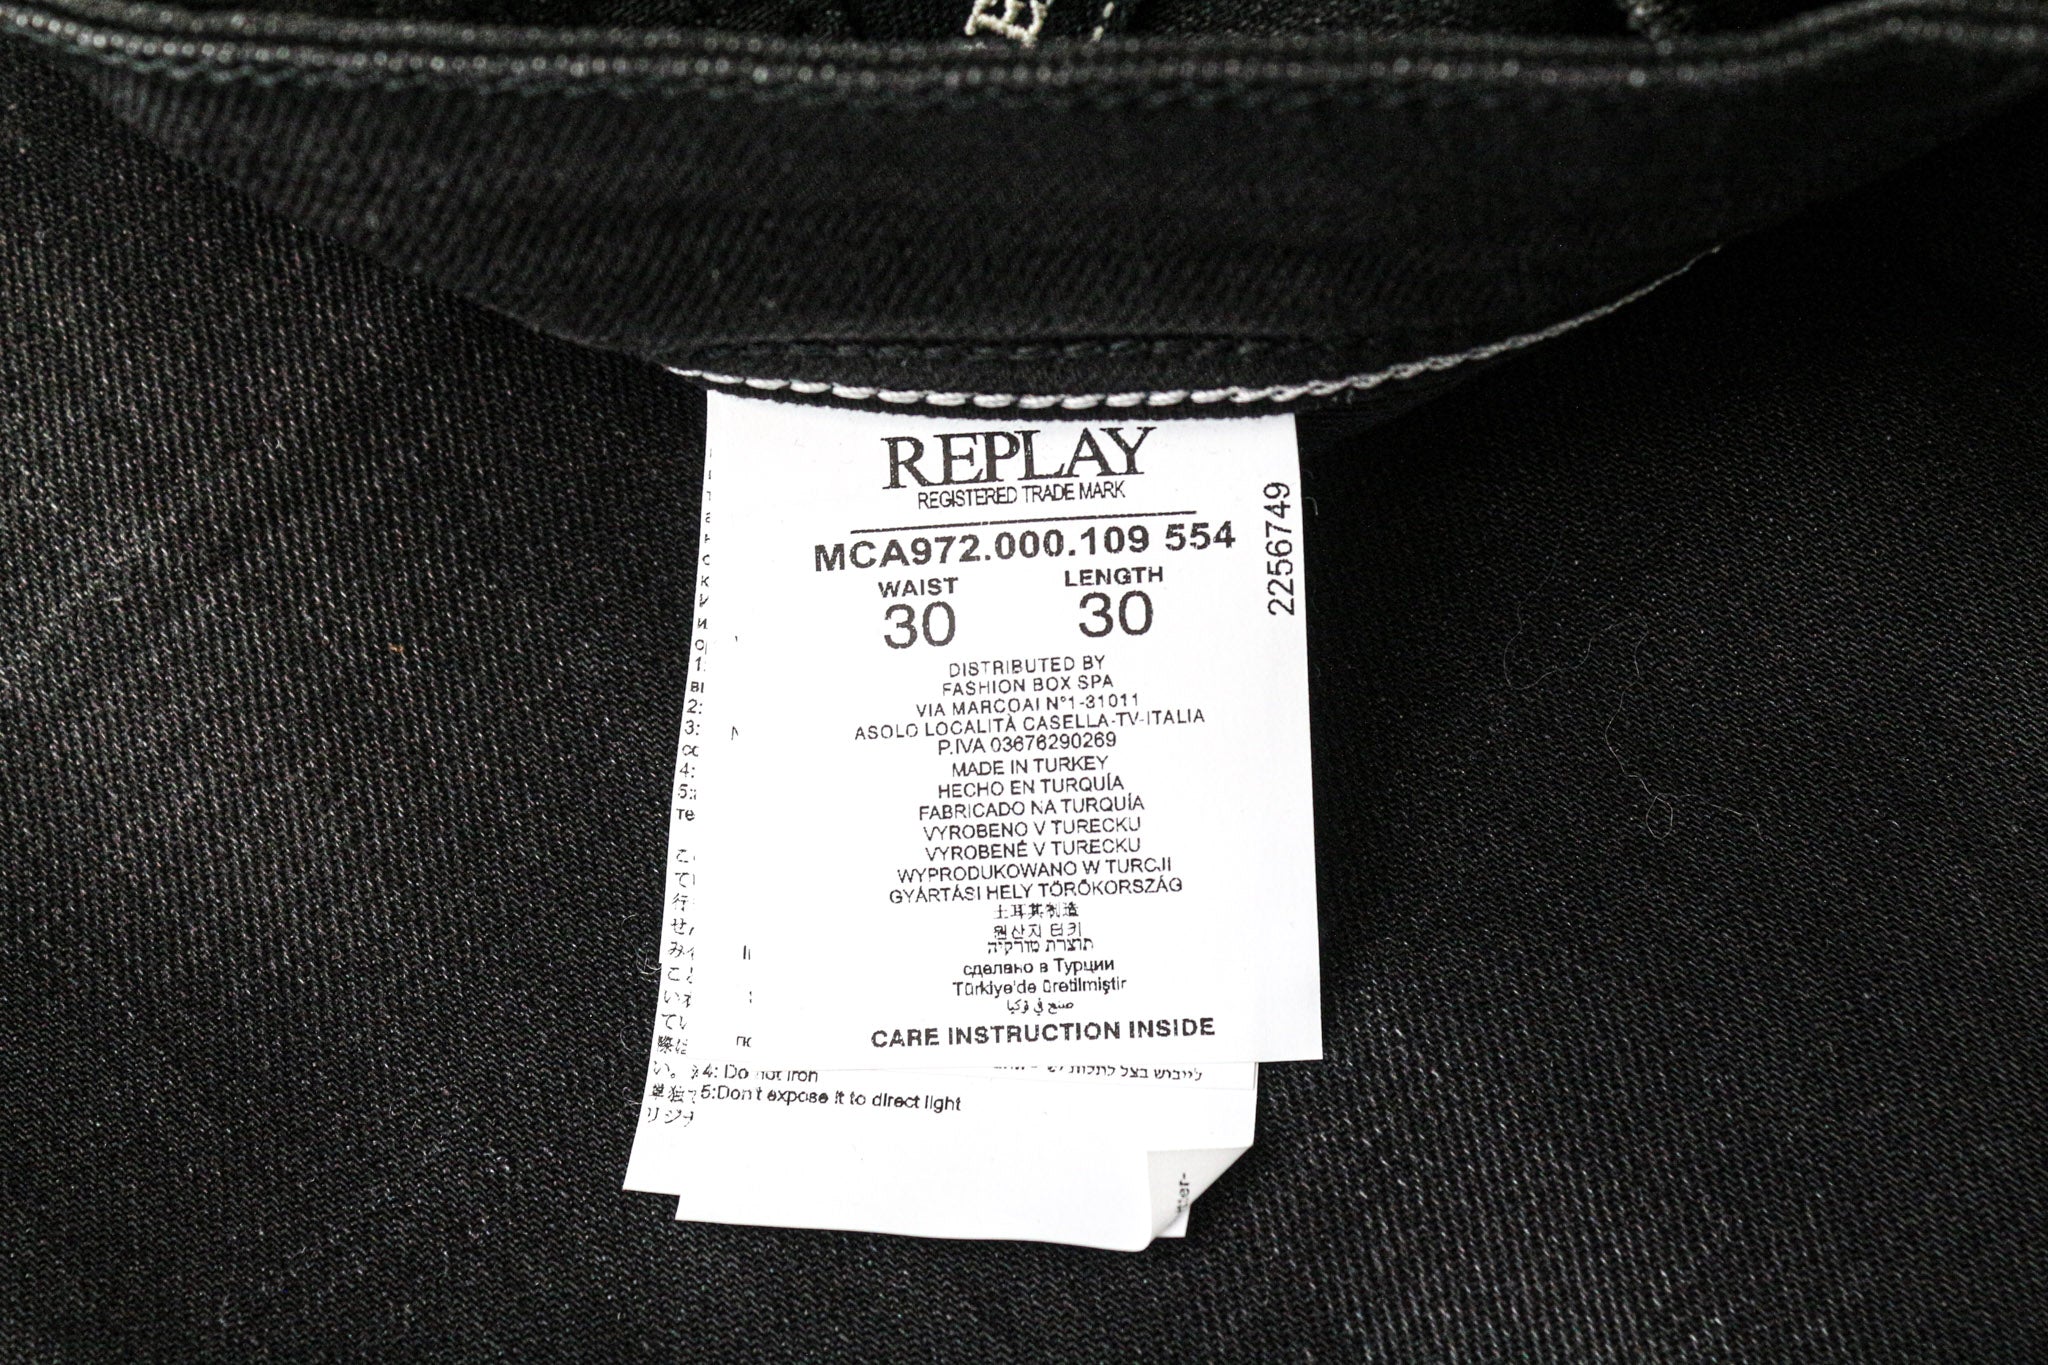 REPLAY
REGISTERED TRADE MARK
MCA972.000.109 554
WAIST LENGTH
30 30
2256749
DISTRIBUTED BY
FASHION BOX SPA
VIA MARCOAI N°1-31011
ASOLO LOCALITÀ CASELLA-TV-ITALIA
P.IVA 03676290269
MADE IN TURKEY
HECHO EN TURQUÍA
FABRICADO NA TURQUÍA
VYROBENO V TURECKU
VYROBENÉ V TURECKU
WYPRODUKOWANO W TURCJI
GYÁRTÁSI HELY TÖRÖKORSZÁG
土耳其制造
원산지 터키
תוצרת טורקיה
сделано в Турции
Türkiye'de üretilmiştir
صنع في
CARE INSTRUCTION INSIDE
4: Do not iron
5:Don't expose it to direct light